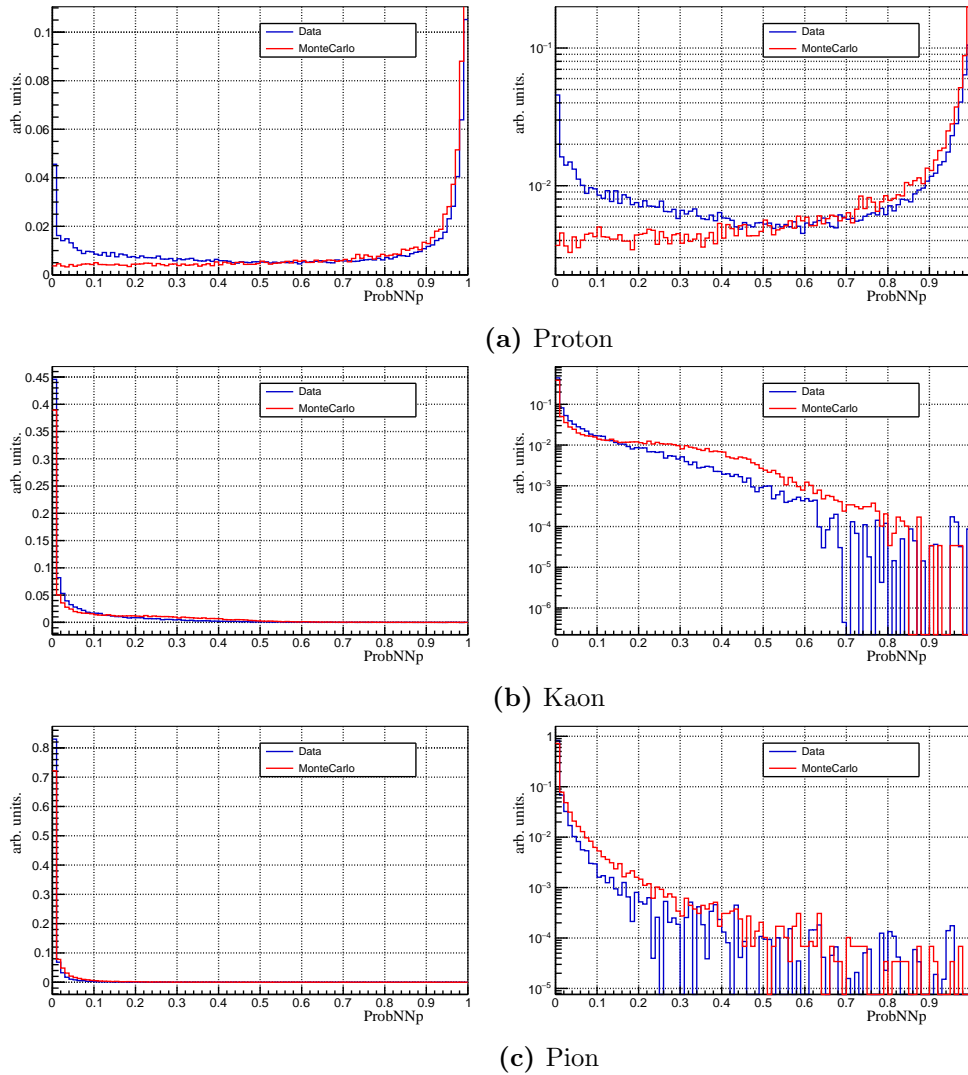 arb. units.
0.1
0.08
0.06
0.04
0.02
0
Data
MonteCarlo
0 0.1 0.2 0.3 0.4 0.5 0.6 0.7 0.8 0.9 1
ProbNNp
arb. units.
10−1
10−2
Data
MonteCarlo
0 0.1 0.2 0.3 0.4 0.5 0.6 0.7 0.8 0.9
ProbNNp
(a) Proton
arb. units.
0.45
0.4
0.35
0.3
0.25
0.2
0.15
0.1
0.05
0
Data
MonteCarlo
0 0.1 0.2 0.3 0.4 0.5 0.6 0.7 0.8 0.9 1
ProbNNp
arb. units.
10−1
10−2
10−3
10−4
10−5
10−6
Data
MonteCarlo
0 0.1 0.2 0.3 0.4 0.5 0.6 0.7 0.8 0.9
ProbNNp
(b) Kaon
arb. units.
0.8
0.7
0.6
0.5
0.4
0.3
0.2
0.1
0
Data
MonteCarlo
0 0.1 0.2 0.3 0.4 0.5 0.6 0.7 0.8 0.9 1
ProbNNp
arb. units.
1
10−1
10−2
10−3
10−4
10−5
Data
MonteCarlo
0 0.1 0.2 0.3 0.4 0.5 0.6 0.7 0.8 0.9
ProbNNp
(c) Pion